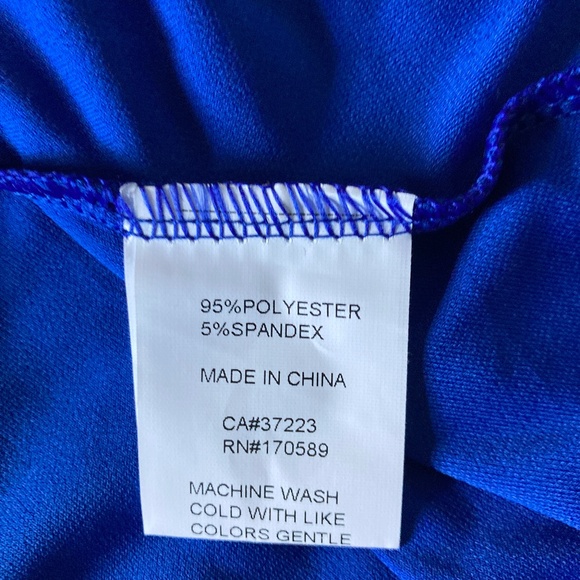 95%POLYESTER
5%SPANDEX
MADE IN CHINA
CA#37223
RN#170589
MACHINE WASH
COLD WITH LIKE
COLORS GENTLE